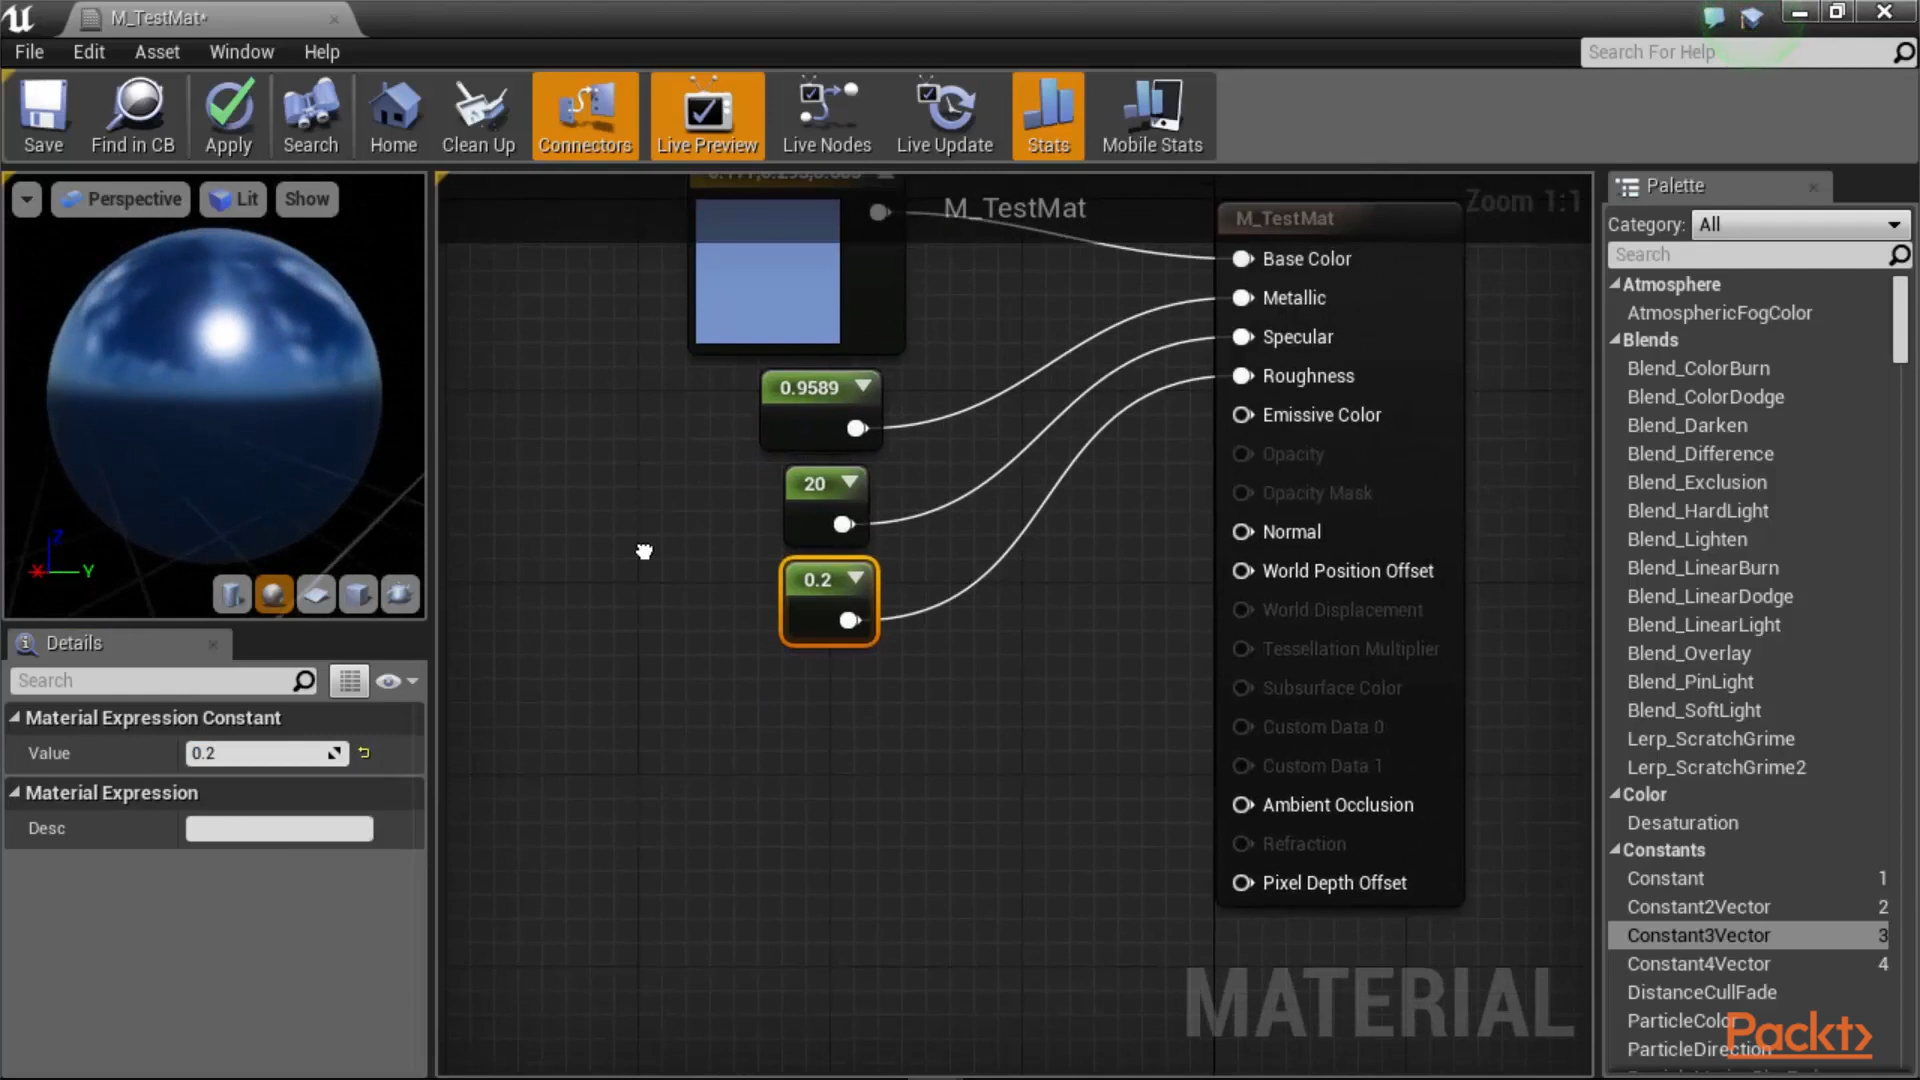 M_TestMat*
File Edit Asset Window Help
Search For Help
Save Find in CB Apply Search Home Clean Up Connectors Live Preview Live Nodes Live Update Stats Mobile Stats
Perspective Lit Show
Z
X
Y
Details
Search
Material Expression Constant
Value 0.2
Material Expression
Desc
M_TestMat
Zoom 1:1
0.9589
20
0.2
M_TestMat
Base Color
Metallic
Specular
Roughness
Emissive Color
Opacity
Opacity Mask
Normal
World Position Offset
World Displacement
Tessellation Multiplier
Subsurface Color
Custom Data 0
Custom Data 1
Ambient Occlusion
Refraction
Pixel Depth Offset
MATERIAL
Palette
Category: All
Search
Atmosphere
AtmosphericFogColor
Blends
Blend_ColorBurn
Blend_ColorDodge
Blend_Darken
Blend_Difference
Blend_Exclusion
Blend_HardLight
Blend_Lighten
Blend_LinearBurn
Blend_LinearDodge
Blend_LinearLight
Blend_Overlay
Blend_PinLight
Blend_SoftLight
Lerp_ScratchGrime
Lerp_ScratchGrime2
Color
Desaturation
Constants
Constant 1
Constant2Vector 2
Constant3Vector 3
Constant4Vector 4
DistanceCullFade
ParticleColor
ParticleDirection
Packt>